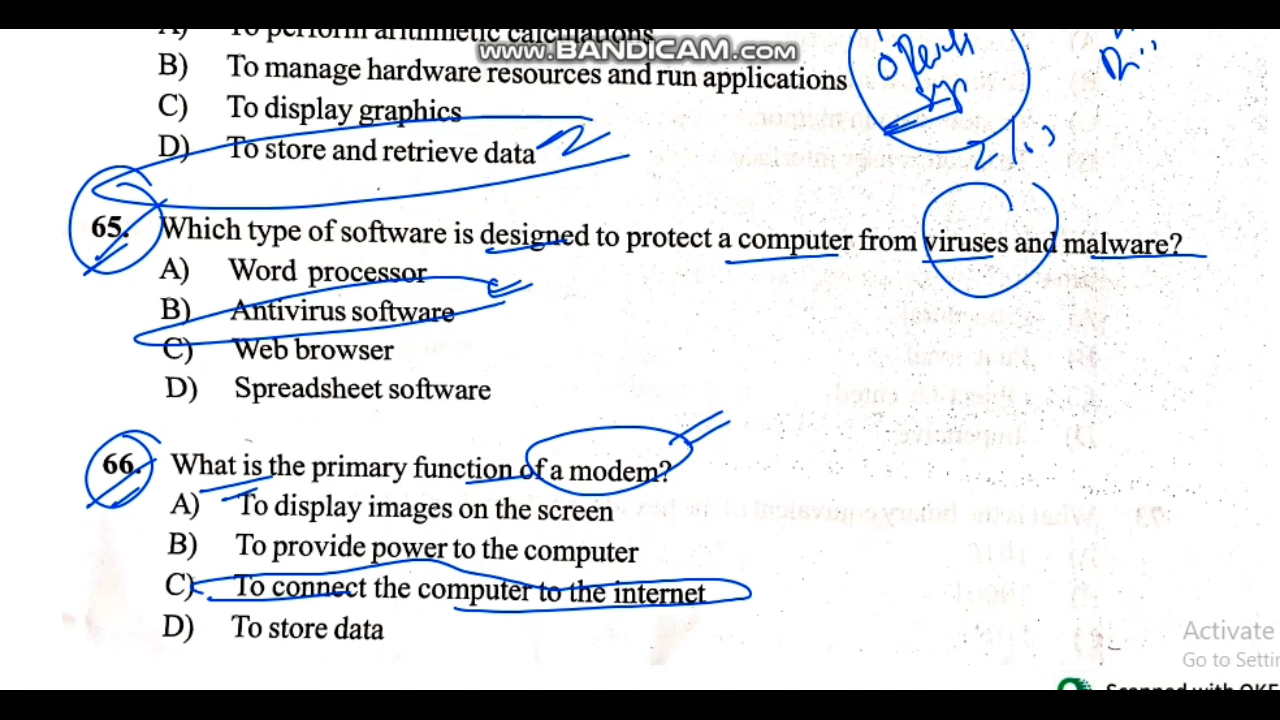 A) To perform arithmetic calculations
www.BANDICAM.com
B) To manage hardware resources and run applications
C) To display graphics
D) To store and retrieve data
65. Which type of software is designed to protect a computer from viruses and malware?
A) Word processor
B) Antivirus software
C) Web browser
D) Spreadsheet software
66. What is the primary function of a modem?
A) To display images on the screen
B) To provide power to the computer
C) To connect the computer to the internet
D) To store data
Activate
Go to Settin
Scanned with OKE